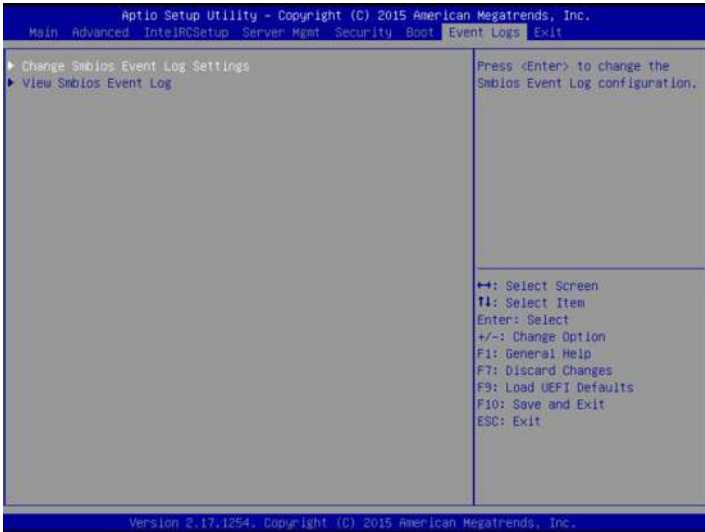 Aptio Setup Utility - Copyright (C) 2015 American Megatrends, Inc.
Main Advanced IntelRCSetup Server Mgmt Security Boot Event Logs Exit
Change Smbios Event Log Settings
View Smbios Event Log
Press <Enter> to change the
Smbios Event Log configuration.
↔: Select Screen
↑↓: Select Item
Enter: Select
+/-: Change Option
F1: General Help
F7: Discard Changes
F9: Load UEFI Defaults
F10: Save and Exit
ESC: Exit
Version 2.17.1254. Copyright (C) 2015 American Megatrends, Inc.